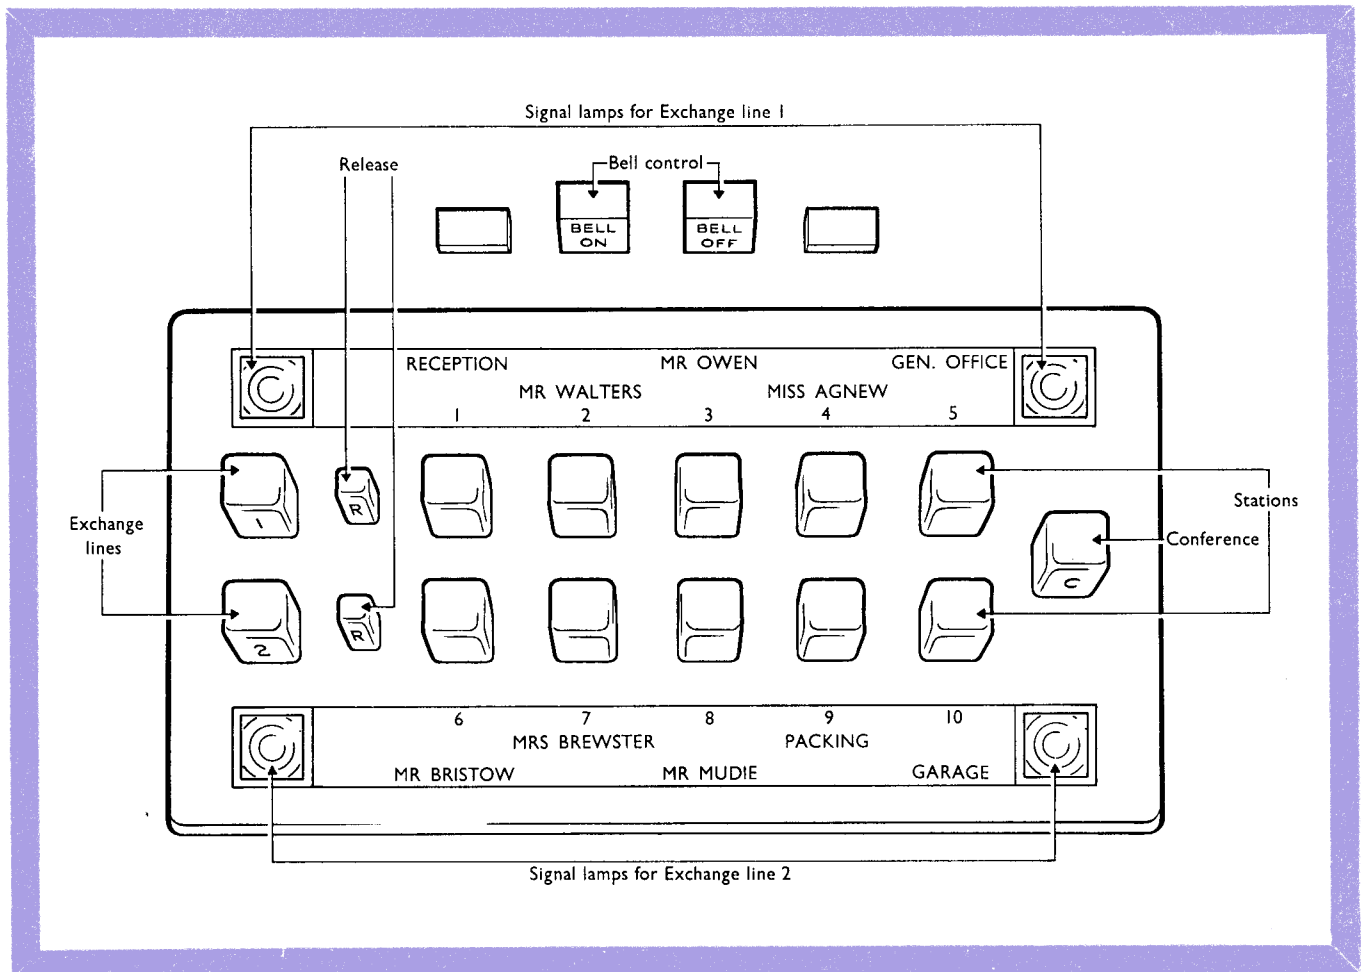 Signal lamps for Exchange line 1
Release
Bell control
BELL ON
BELL OFF
RECEPTION MR OWEN GEN. OFFICE
MR WALTERS MISS AGNEW
1 2 3 4 5
Exchange lines
1
R
Stations
Conference
C
2
R
6 7 8 9 10
MRS BREWSTER PACKING
MR BRISTOW MR MUDIE GARAGE
Signal lamps for Exchange line 2